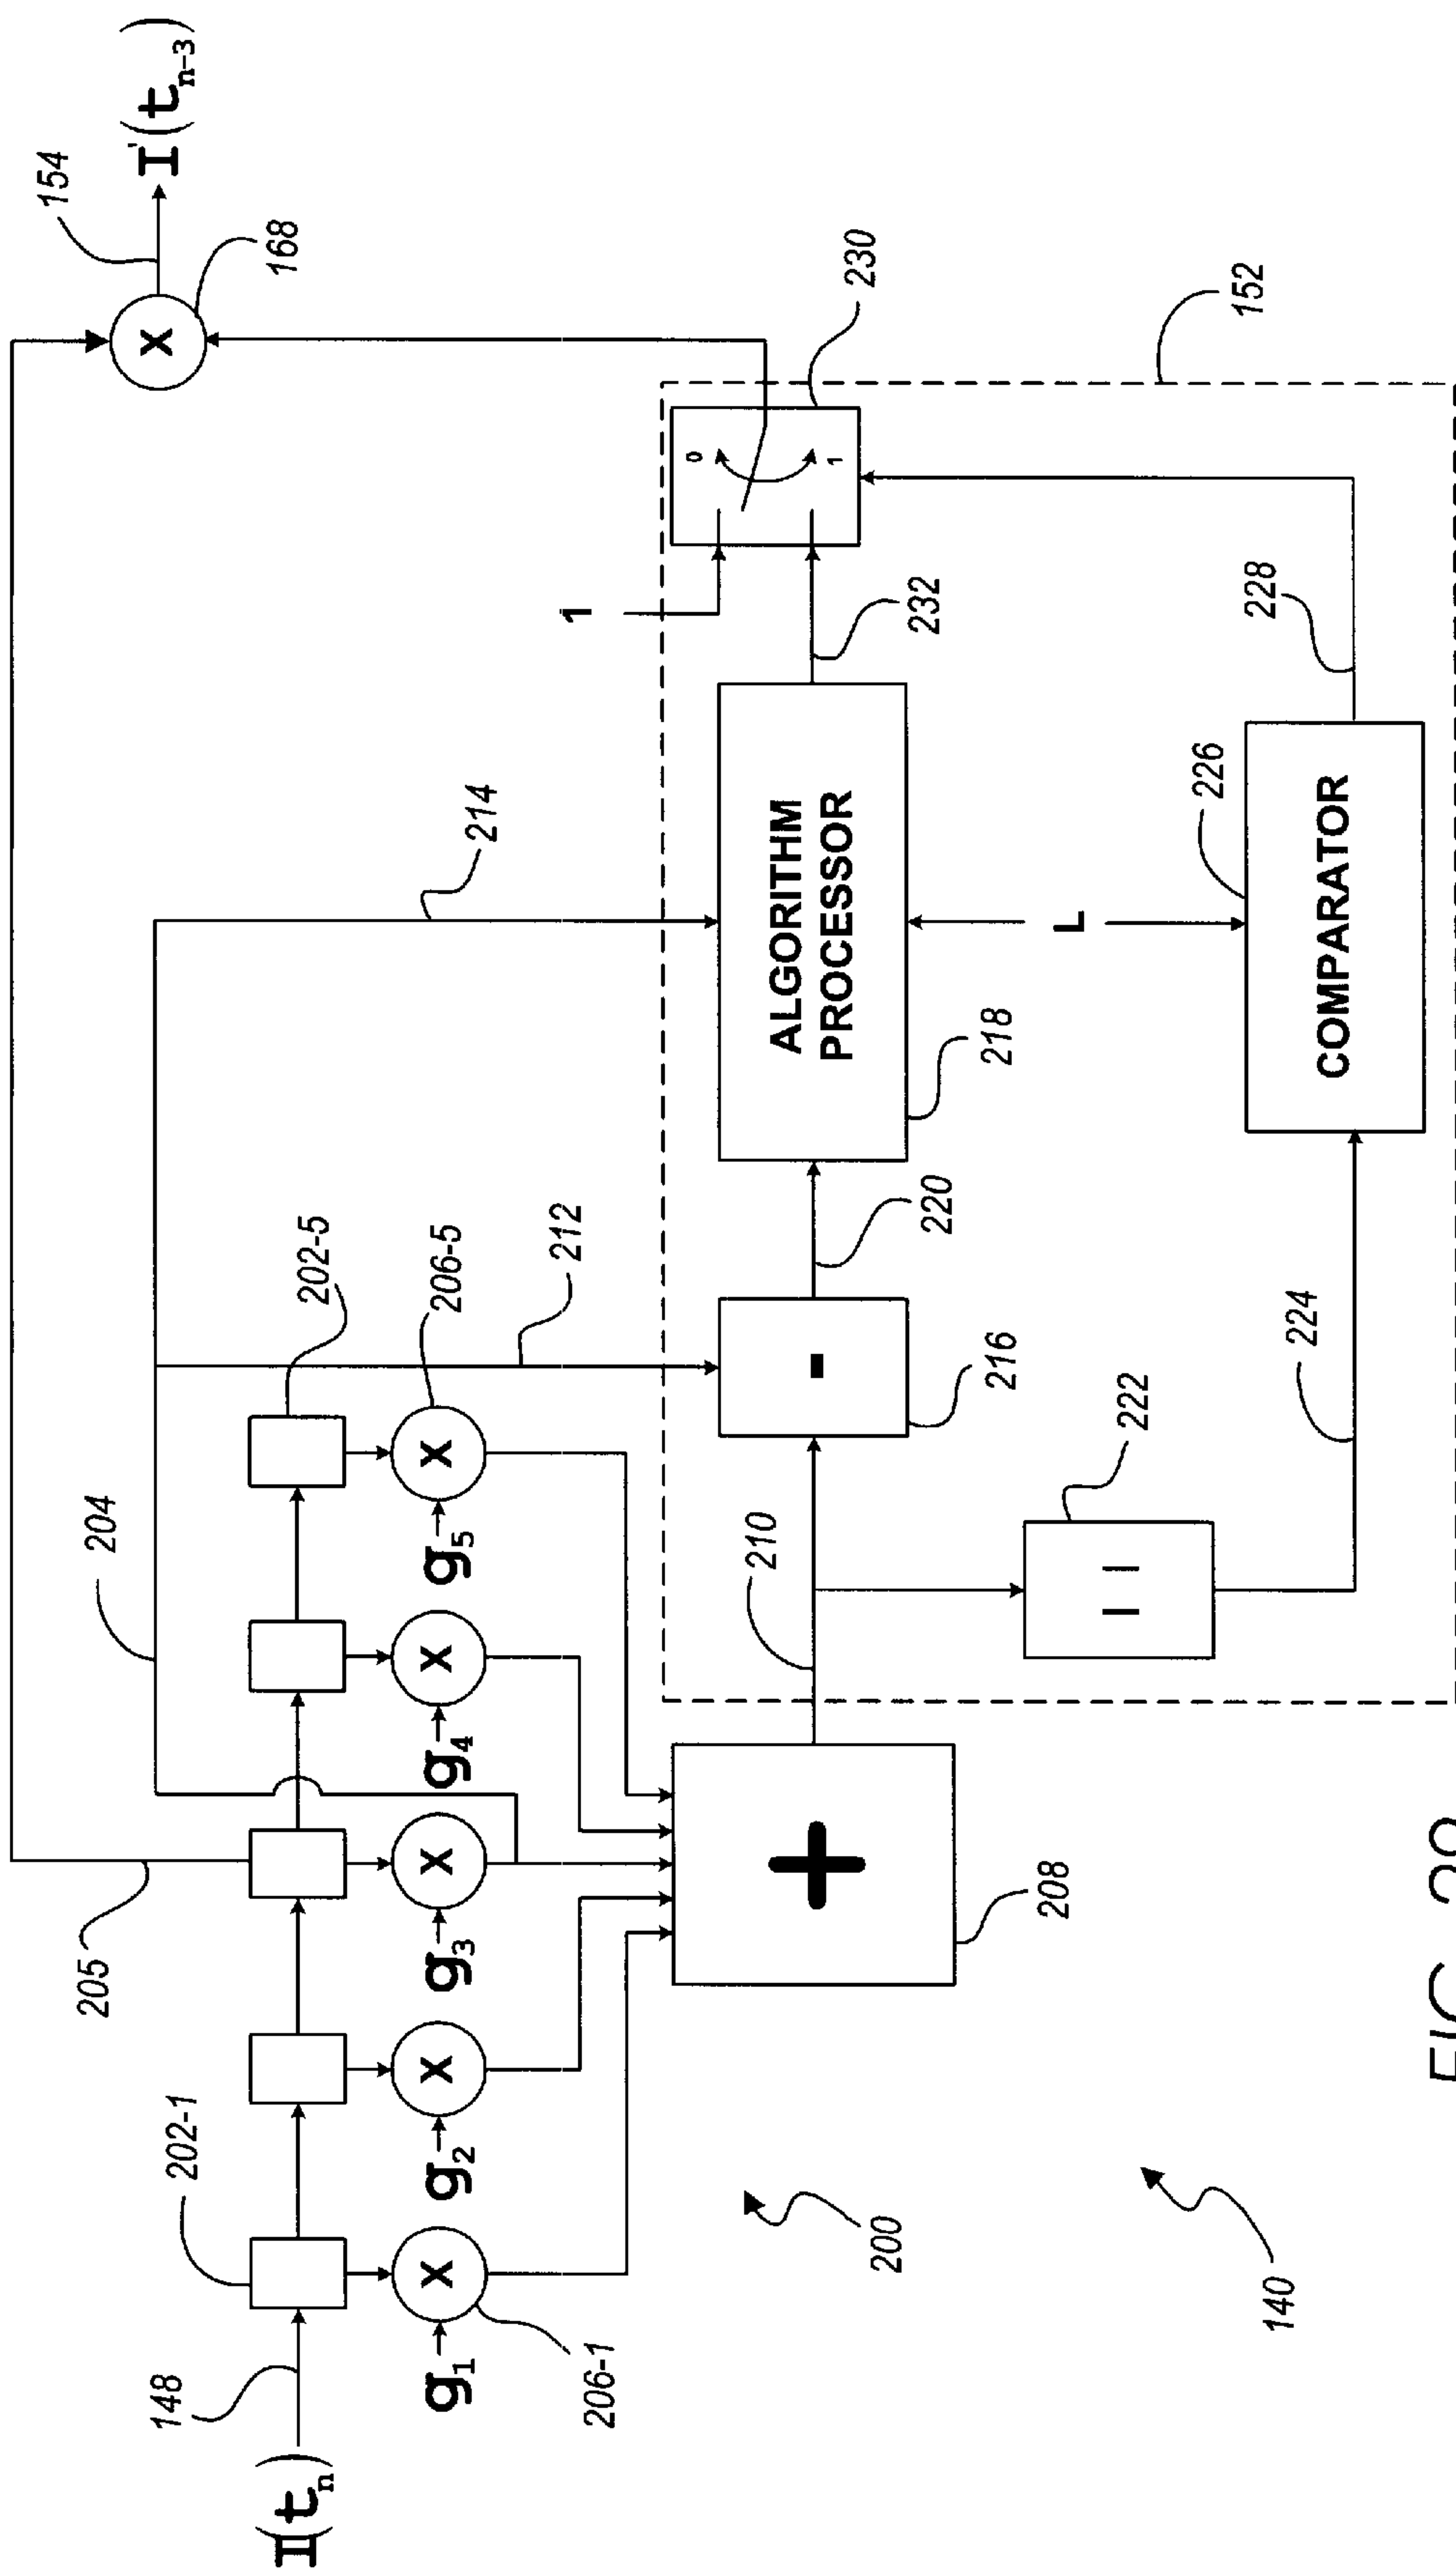 I(tn)
148
202-1
205
204
202-5
206-5
212
214
154
I'(tn-3)
168
g1
X
g2
X
g3
X
g4
X
g5
X
X
206-1
200
140
+
208
210
-
216
220
| |
222
224
ALGORITHM
PROCESSOR
218
L
COMPARATOR
226
228
1
232
0
1
230
152